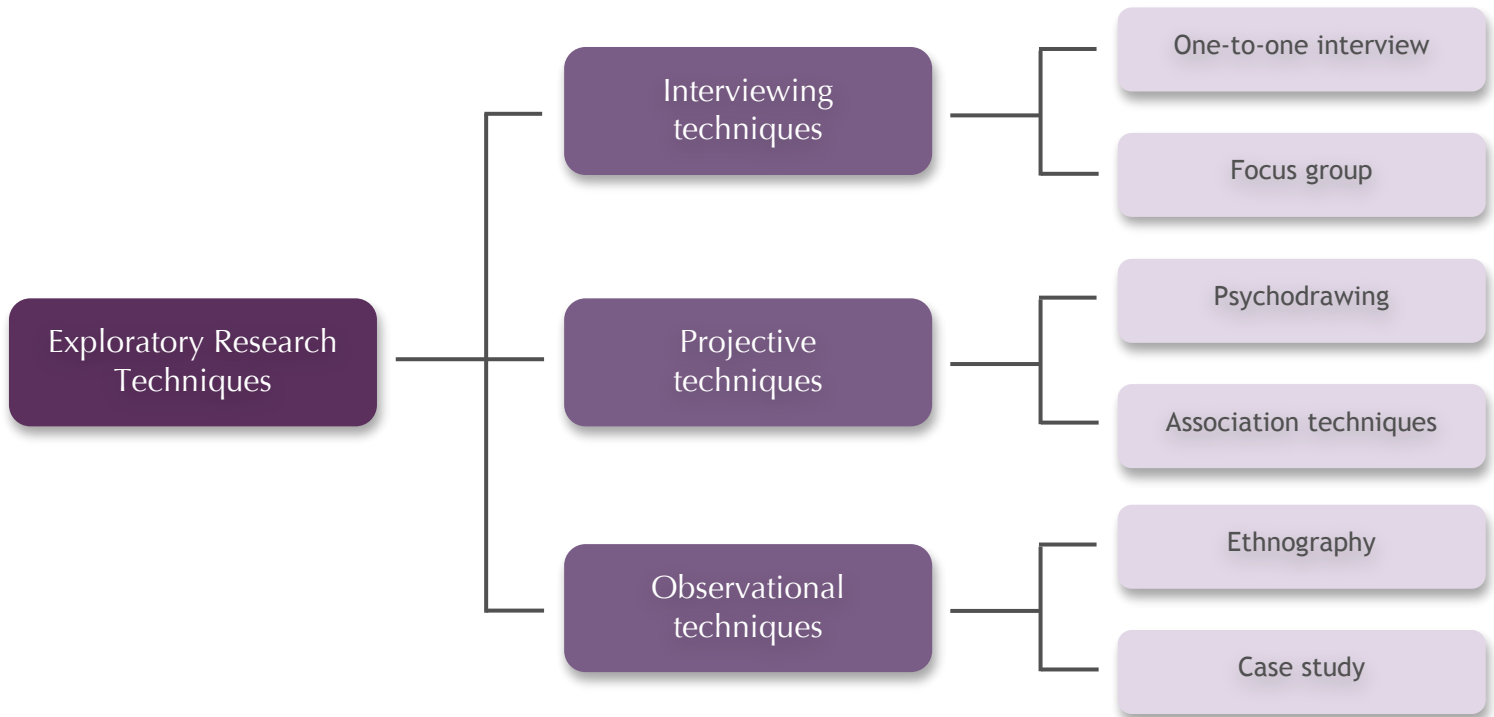 Exploratory Research
Techniques
Interviewing
techniques
One-to-one interview
Focus group
Projective
techniques
Psychodrawing
Association techniques
Observational
techniques
Ethnography
Case study